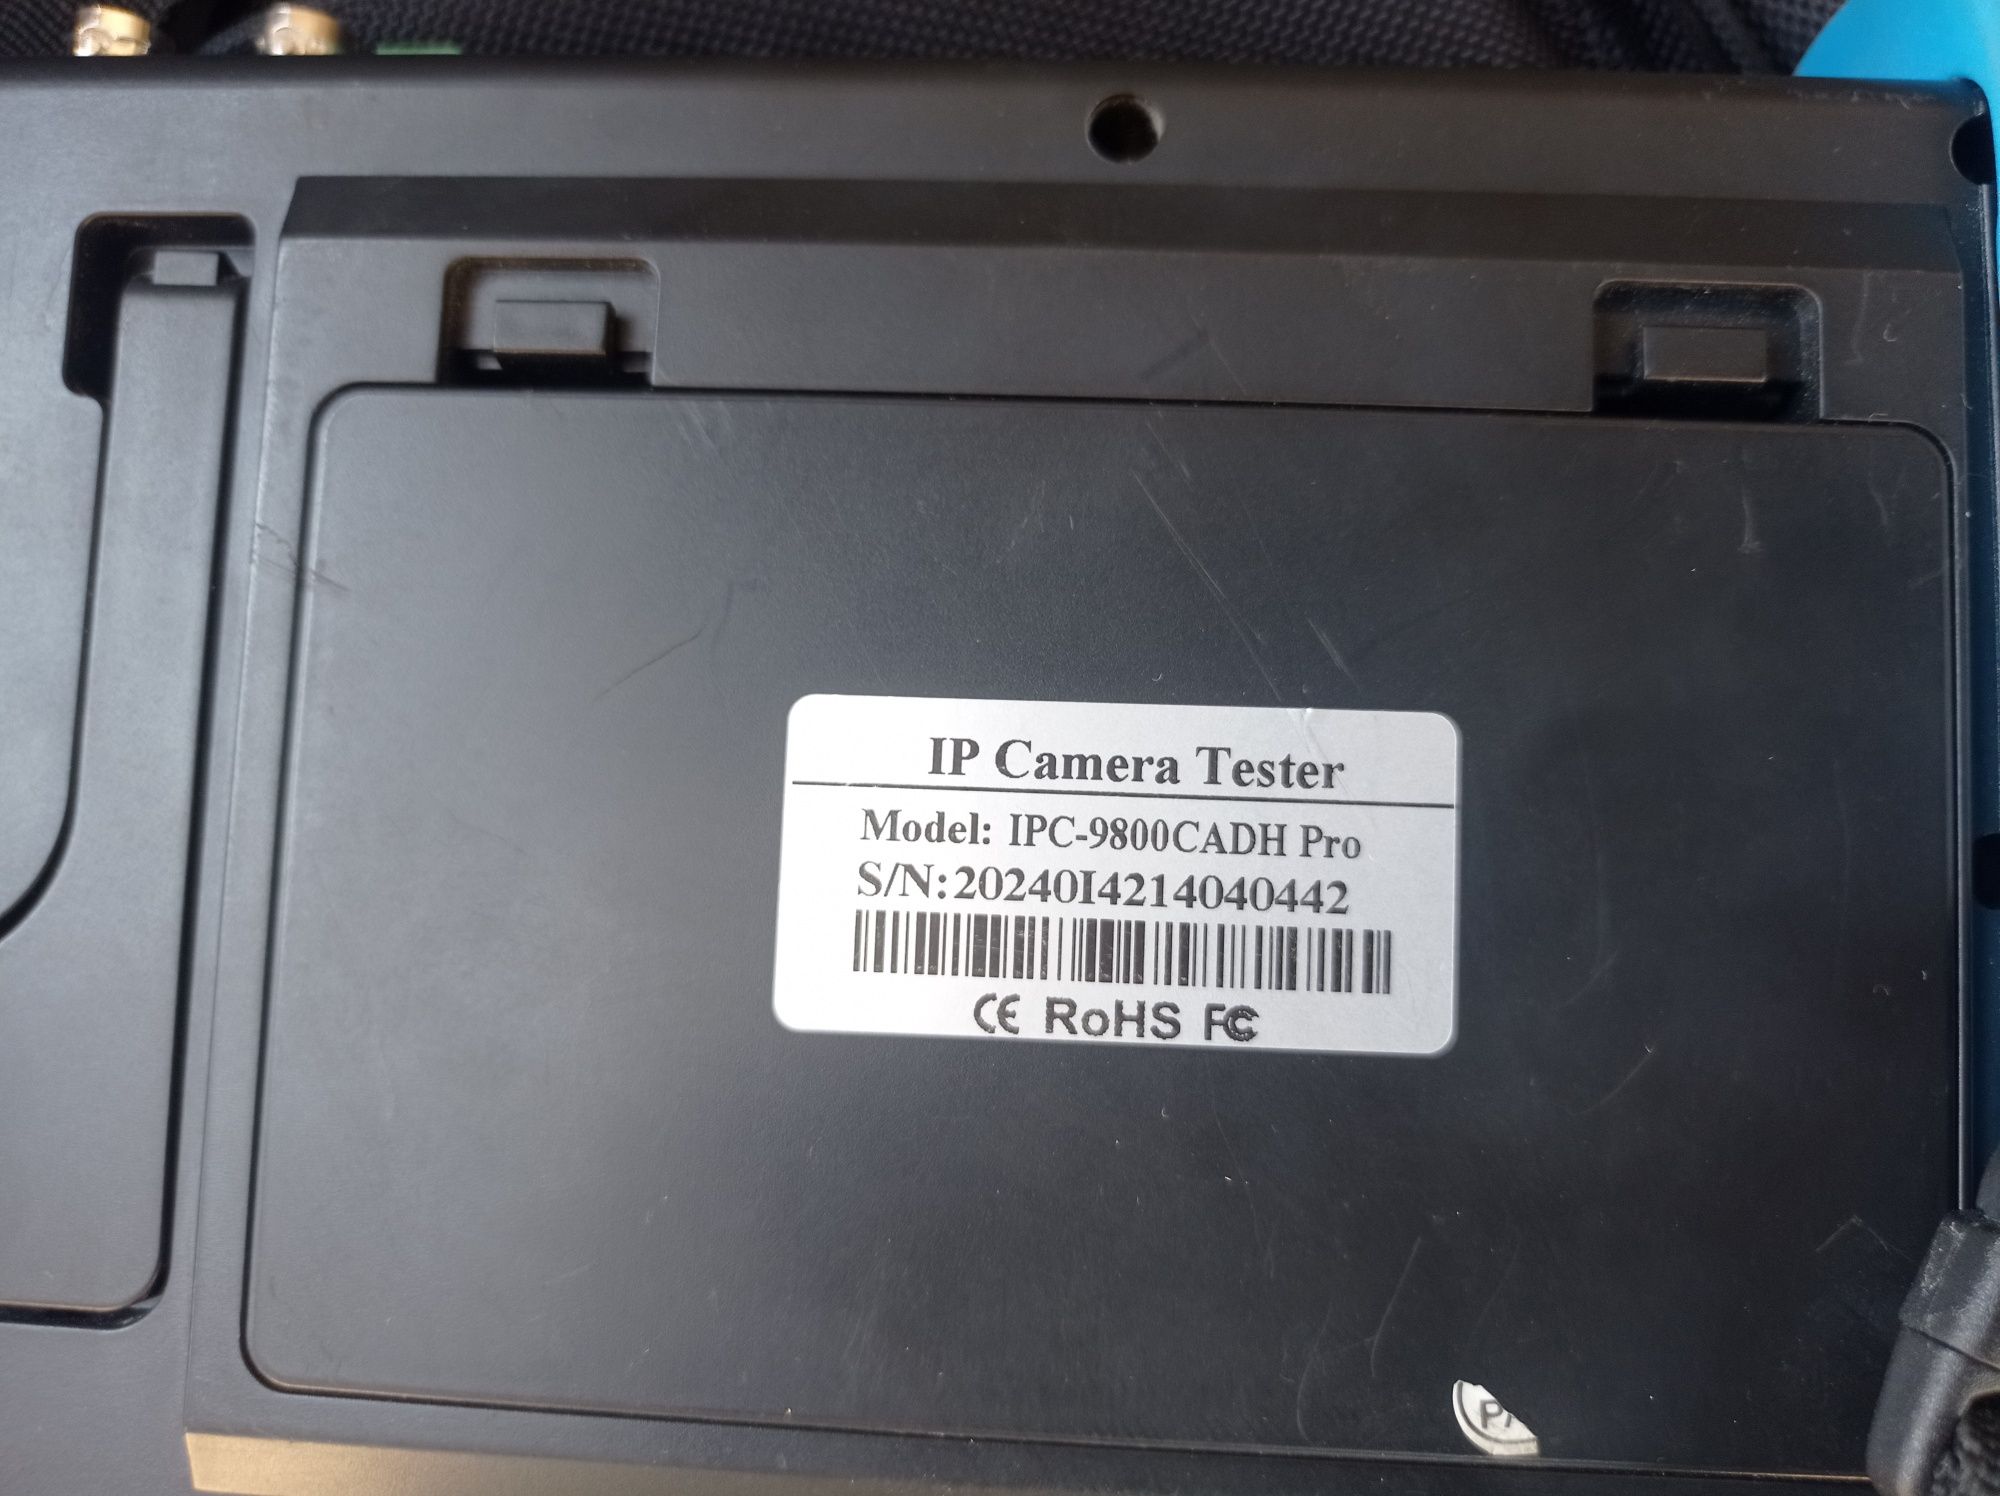 IP Camera Tester
Model: IPC-9800CADH Pro
S/N:20240I4214040442
CE RoHS FC